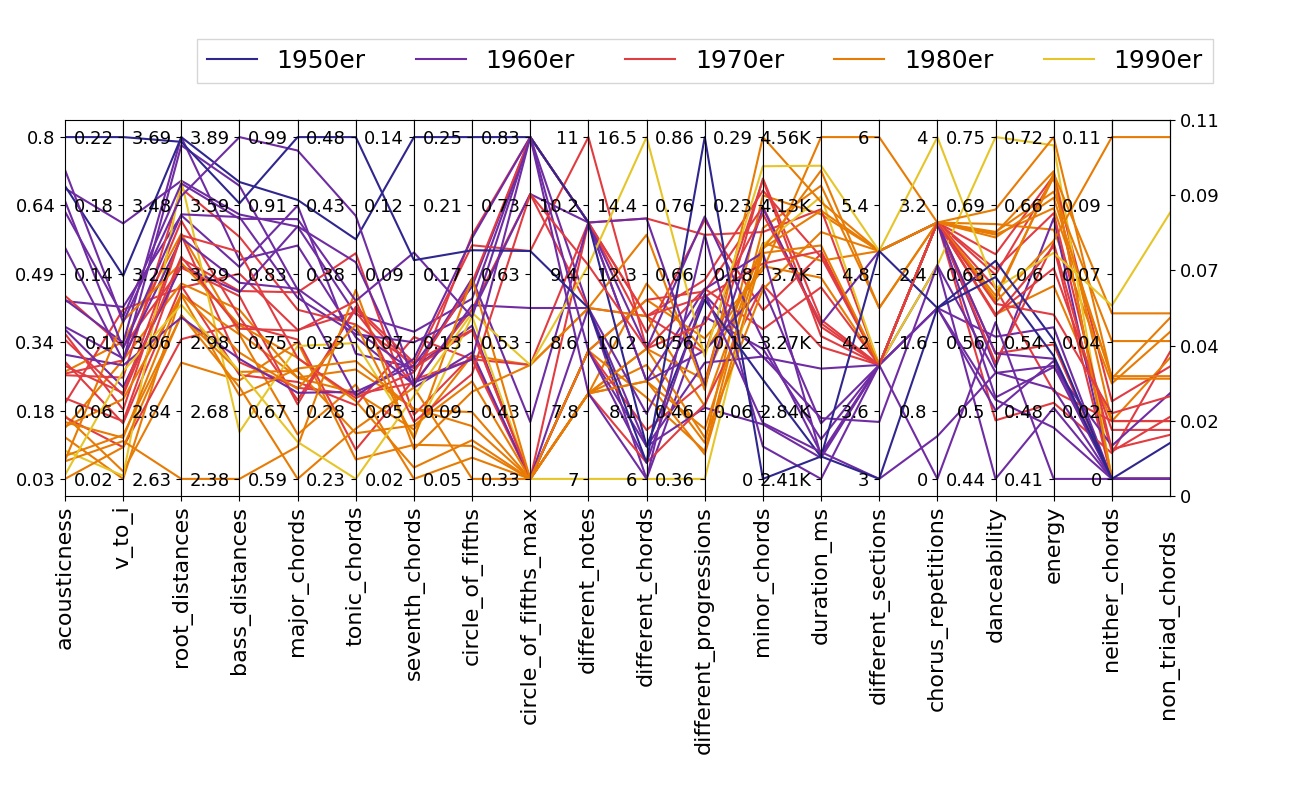 1950er 1960er 1970er 1980er 1990er
0.11
0.8 0.22 3.69 3.89 0.99 0.48 0.14 0.25 0.83 11 16.5 0.86 0.29 4.56K 6 4 0.75 0.72 0.11
0.09
0.64 0.18 3.48 3.59 0.91 0.43 0.12 0.21 0.73 10.2 14.4 0.76 0.23 4.13K 5.4 3.2 0.69 0.66 0.09
0.07
0.49 0.14 3.27 3.29 0.83 0.38 0.09 0.17 0.63 9.4 12.3 0.66 0.18 3.7K 4.8 2.4 0.63 0.6 0.07
0.34 0.1 3.06 2.98 0.75 0.33 0.07 0.13 0.53 8.6 10.2 0.56 0.12 3.27K 4.2 1.6 0.56 0.54 0.04
0.04
0.18 0.06 2.84 2.68 0.67 0.28 0.05 0.09 0.43 7.8 8.1 0.46 0.06 2.84K 3.6 0.8 0.5 0.48 0.02
0.02
0.03 0.02 2.63 2.38 0.59 0.23 0.02 0.05 0.33 7 6 0.36 0 2.41K 3 0 0.44 0.41 0
0
acousticness
v_to_i
root_distances
bass_distances
major_chords
tonic_chords
seventh_chords
circle_of_fifths
circle_of_fifths_max
different_notes
different_chords
different_progressions
minor_chords
duration_ms
different_sections
chorus_repetitions
danceability
energy
neither_chords
non_triad_chords